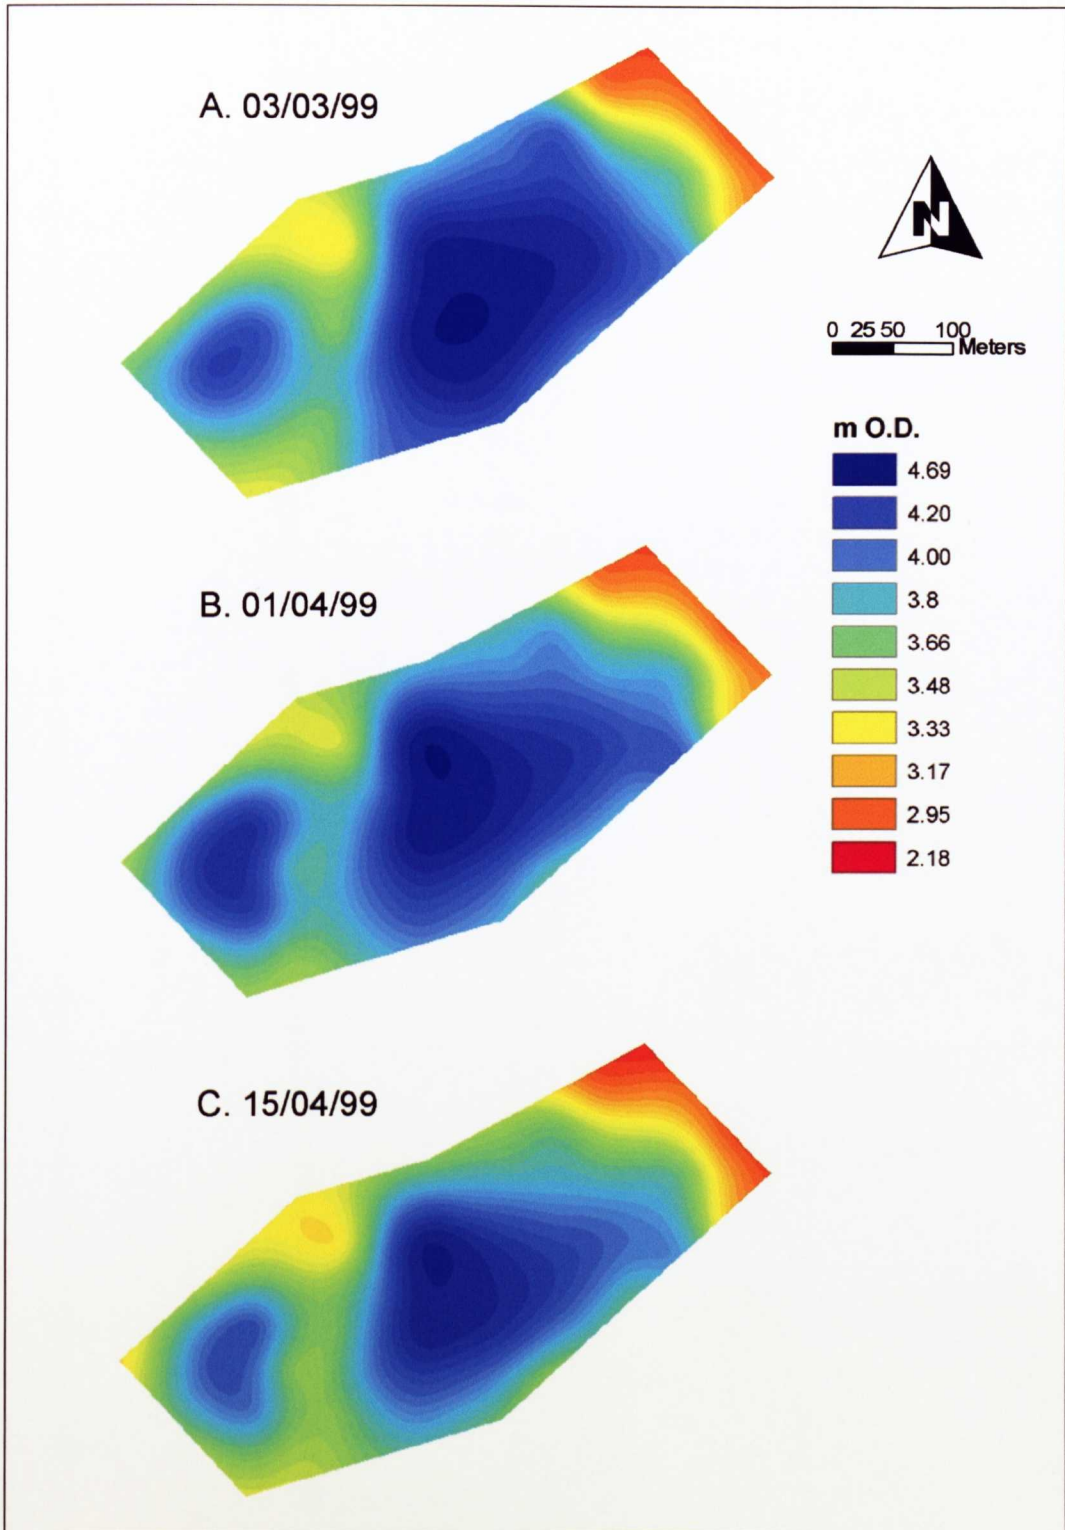 A. 03/03/99
N
0 25 50 100
Meters
m O.D.
4.69
4.20
4.00
3.8
3.66
3.48
3.33
3.17
2.95
2.18
B. 01/04/99
C. 15/04/99